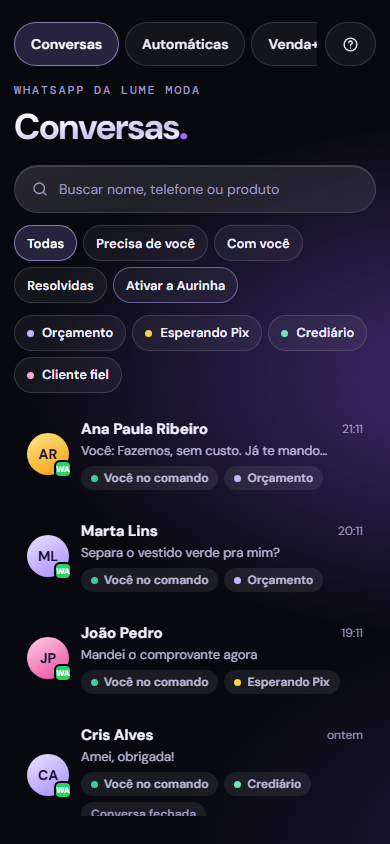 Conversas Automáticas Venda+
WHATSAPP DA LUME MODA
Conversas.
Buscar nome, telefone ou produto
Todas Precisa de você Com você
Resolvidas Ativar a Aurinha
Orçamento Esperando Pix Crediário
Cliente fiel
Ana Paula Ribeiro 21:11
AR Você: Fazemos, sem custo. Já te mando...
WA Você no comando Orçamento
Marta Lins 20:11
ML Separa o vestido verde pra mim?
WA Você no comando Orçamento
João Pedro 19:11
JP Mandei o comprovante agora
WA Você no comando Esperando Pix
Cris Alves ontem
Amei, obrigada!
CA Você no comando Crediário
WA Conversa fechada